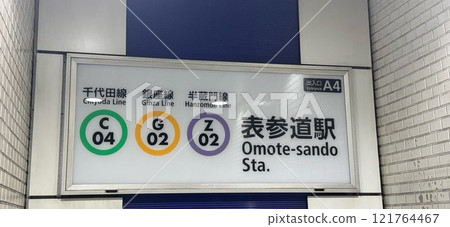 千代田線 銀座線 半蔵門線
Chiyoda Line Ginza Line Hanzomon Line
C G Z
04 02 02
表参道駅
Omote-sando
Sta.
出入口 A4
PIXTA
121764467